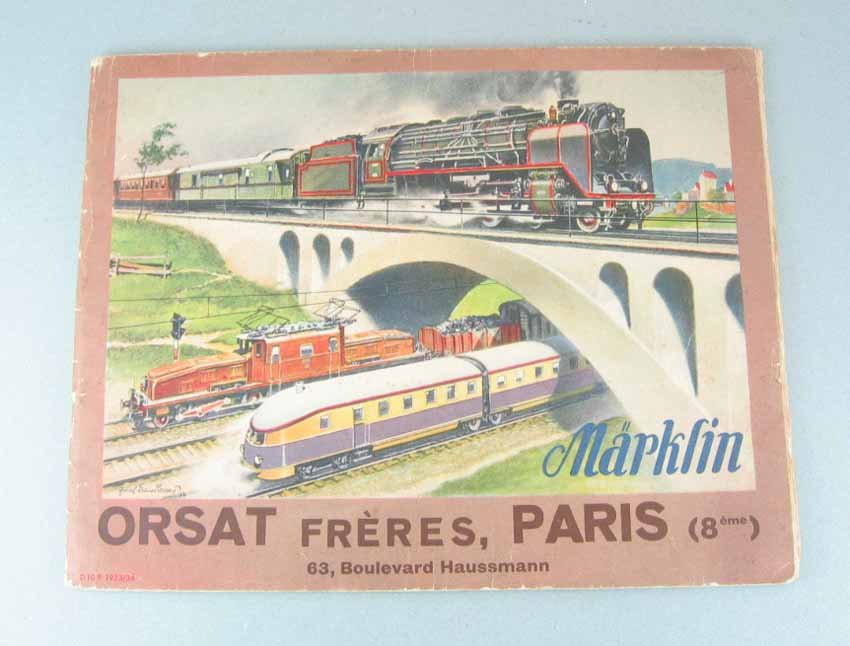 Märklin
ORSAT FRÈRES, PARIS (8ème)
63, Boulevard Haussmann